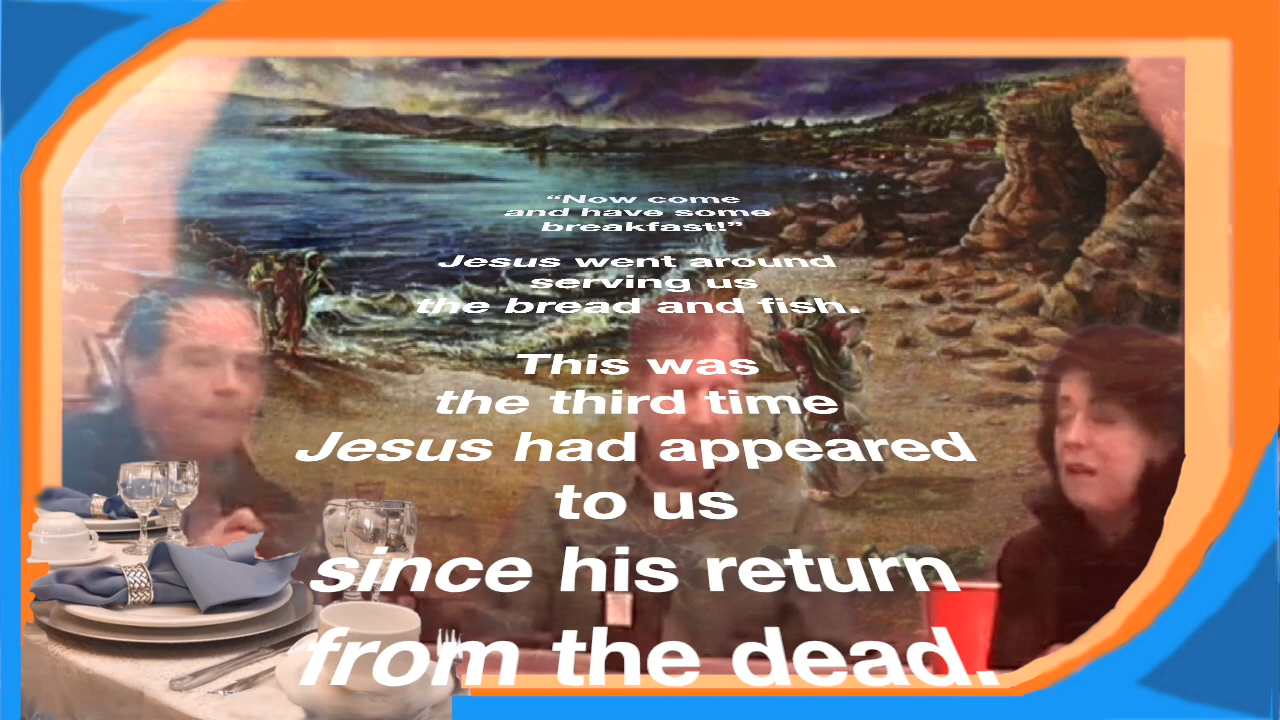 “Now come
and have some
breakfast!”
Jesus went around
serving us
the bread and fish.
This was
the third time
Jesus had appeared
to us
since his return
from the dead.